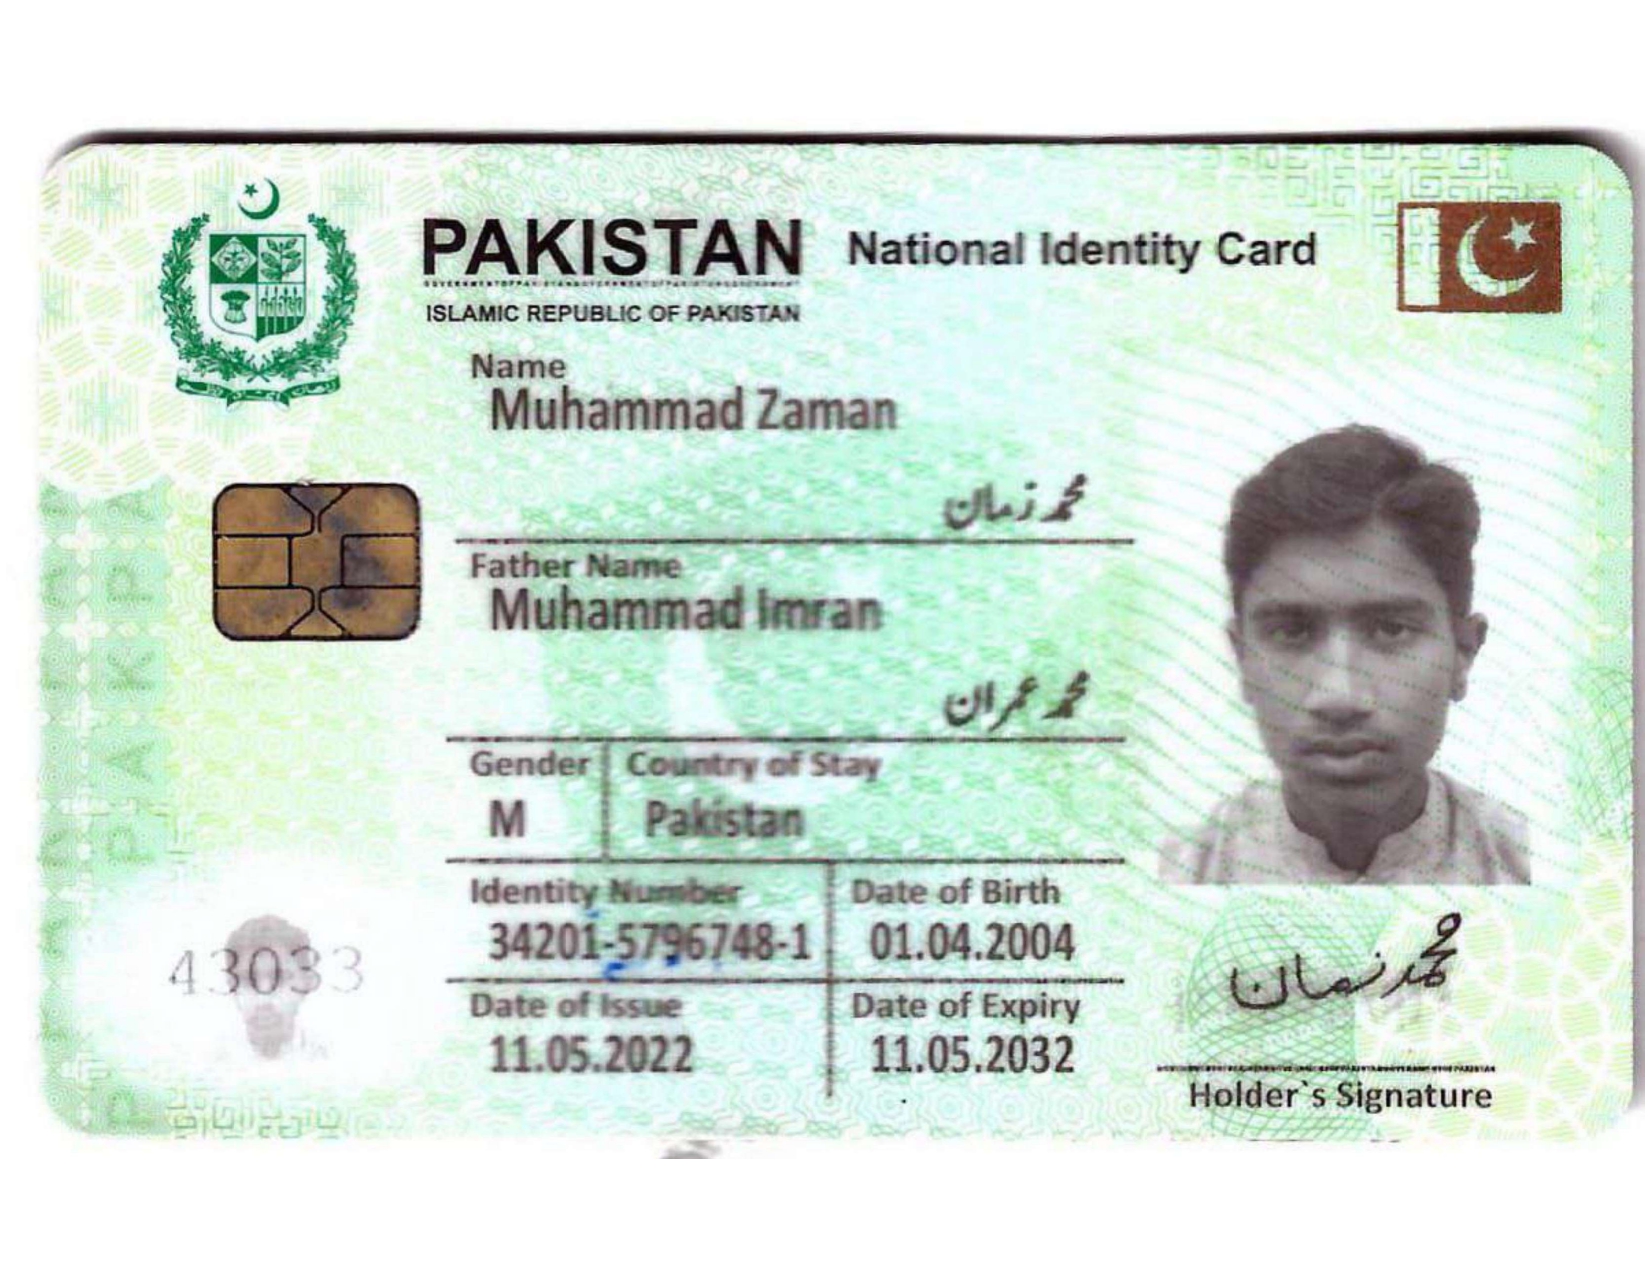 PAKISTAN National Identity Card
ISLAMIC REPUBLIC OF PAKISTAN
Name
Muhammad Zaman
محمد زمان
Father Name
Muhammad Imran
محمد عمران
Gender Country of Stay
M Pakistan
Identity Number Date of Birth
34201-5796748-1 01.04.2004
Date of Issue Date of Expiry
11.05.2022 11.05.2032
43033
محمد زمان
Holder`s Signature
PAKPA